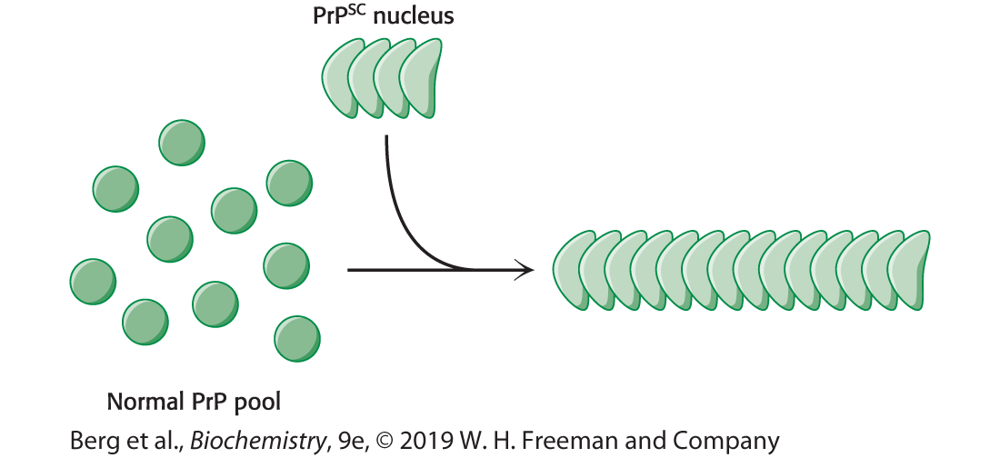 PrPSC nucleus
Normal PrP pool
Berg et al., Biochemistry, 9e, © 2019 W. H. Freeman and Company